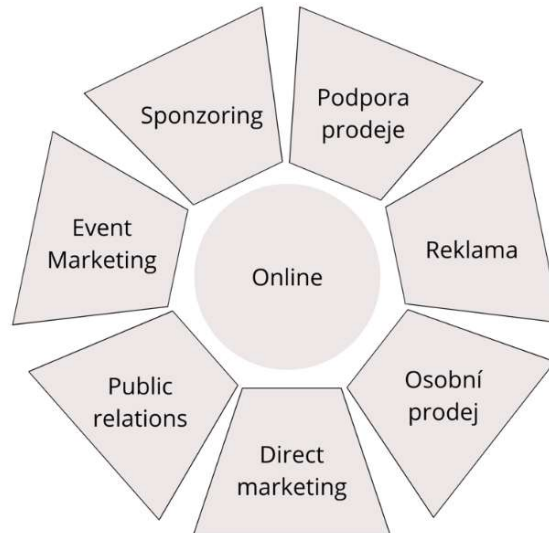 Sponzoring
Podpora
prodeje
Event
Marketing
Online
Reklama
Public
relations
Osobní
prodej
Direct
marketing